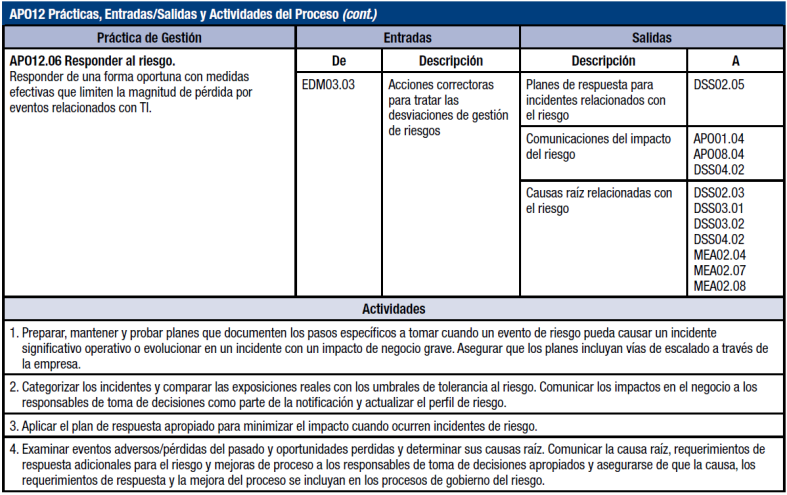 APO12 Prácticas, Entradas/Salidas y Actividades del Proceso (cont.)
Práctica de Gestión
Entradas
Salidas
APO12.06 Responder al riesgo.
Responder de una forma oportuna con medidas
efectivas que limiten la magnitud de pérdida por
eventos relacionados con TI.
De
Descripción
Descripción
A
EDM03.03
Acciones correctoras
para tratar las
desviaciones de gestión
de riesgos
Planes de respuesta para
incidentes relacionados con
el riesgo
DSS02.05
Comunicaciones del impacto
del riesgo
APO01.04
APO08.04
DSS04.02
Causas raíz relacionadas con
el riesgo
DSS02.03
DSS03.01
DSS03.02
DSS04.02
MEA02.04
MEA02.07
MEA02.08
Actividades
1. Preparar, mantener y probar planes que documenten los pasos específicos a tomar cuando un evento de riesgo pueda causar un incidente
significativo operativo o evolucionar en un incidente con un impacto de negocio grave. Asegurar que los planes incluyan vías de escalado a través de
la empresa.
2. Categorizar los incidentes y comparar las exposiciones reales con los umbrales de tolerancia al riesgo. Comunicar los impactos en el negocio a los
responsables de toma de decisiones como parte de la notificación y actualizar el perfil de riesgo.
3. Aplicar el plan de respuesta apropiado para minimizar el impacto cuando ocurren incidentes de riesgo.
4. Examinar eventos adversos/pérdidas del pasado y oportunidades perdidas y determinar sus causas raíz. Comunicar la causa raíz, requerimientos de
respuesta adicionales para el riesgo y mejoras de proceso a los responsables de toma de decisiones apropiados y asegurarse de que la causa, los
requerimientos de respuesta y la mejora del proceso se incluyan en los procesos de gobierno del riesgo.